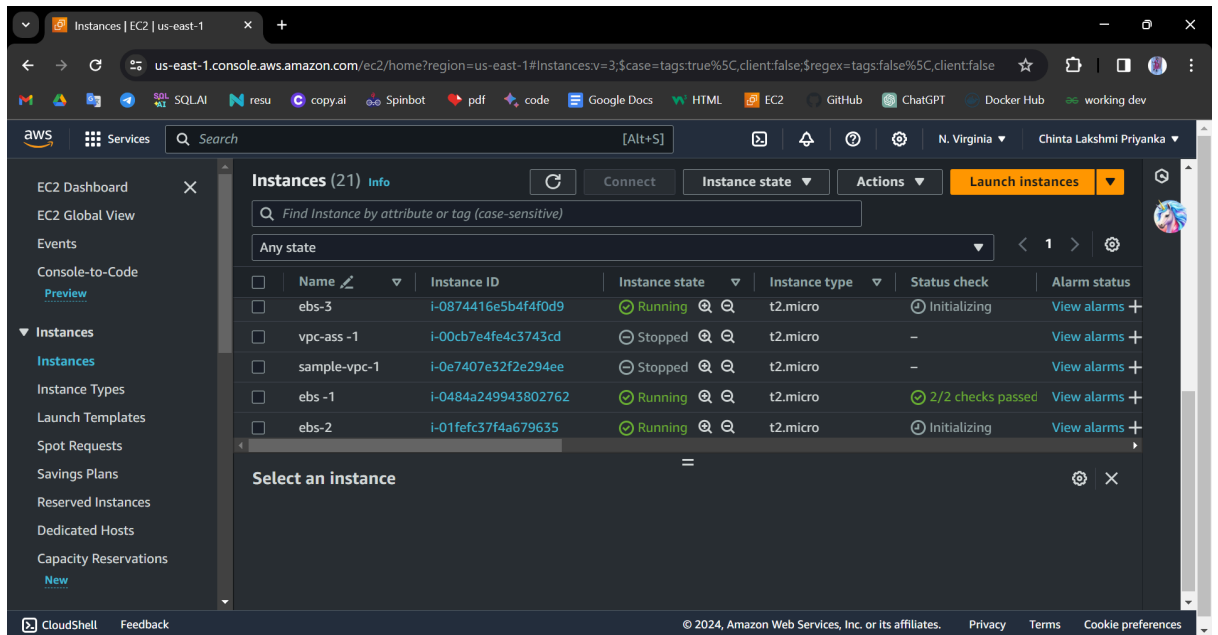 Instances | EC2 | us-east-1
us-east-1.console.aws.amazon.com/ec2/home?region=us-east-1#Instances:v=3;$case=tags:true%5C,client:false;$regex=tags:false%5C,client:false
SQL AI SQL.AI resu C copy.ai Spinbot pdf code Google Docs HTML EC2 GitHub ChatGPT Docker Hub working dev
aws Services Search [Alt+S] N. Virginia Chinta Lakshmi Priyanka
EC2 Dashboard
EC2 Global View
Events
Console-to-Code
Preview
Instances
Instances
Instance Types
Launch Templates
Spot Requests
Savings Plans
Reserved Instances
Dedicated Hosts
Capacity Reservations
New
Instances (21) Info Connect Instance state Actions Launch instances
Find Instance by attribute or tag (case-sensitive)
Any state 1
Name Instance ID Instance state Instance type Status check Alarm status
ebs-3 i-0874416e5b4f4f0d9 Running t2.micro Initializing View alarms
vpc-ass -1 i-00cb7e4fe4c3743cd Stopped t2.micro – View alarms
sample-vpc-1 i-0e7407e32f2e294ee Stopped t2.micro – View alarms
ebs -1 i-0484a249943802762 Running t2.micro 2/2 checks passed View alarms
ebs-2 i-01fefc37f4a679635 Running t2.micro Initializing View alarms
Select an instance
CloudShell Feedback © 2024, Amazon Web Services, Inc. or its affiliates. Privacy Terms Cookie preferences